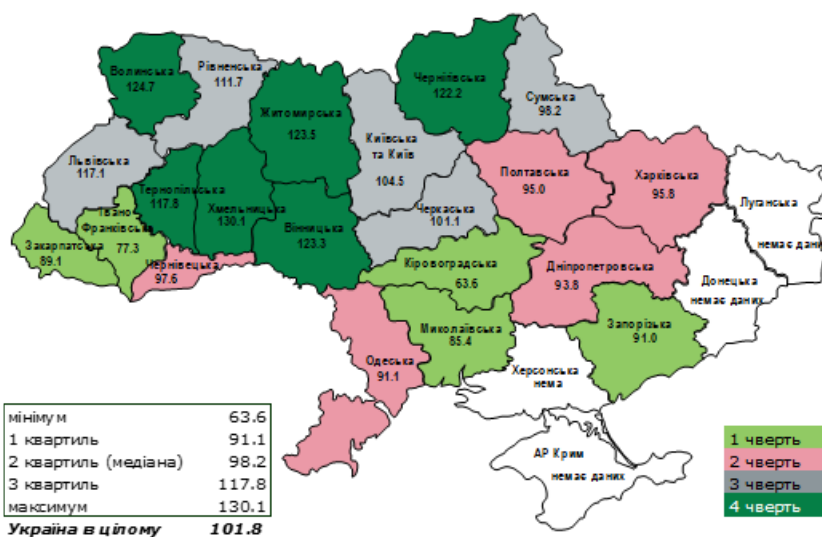 Волинська
124.7
Рівненська
111.7
Житомирська
123.5
Чернігівська
122.2
Сумська
98.2
Київська
та Київ
104.5
Львівська
117.1
Тернопільська
117.8
Хмельницька
130.1
Вінницька
123.3
Черкаська
101.1
Полтавська
95.0
Харківська
95.8
Луганська
немає даних
Івано-
Франківська
77.3
Закарпатська
89.1
Чернівецька
97.6
Кіровоградська
63.6
Дніпропетровська
93.8
Донецька
немає даних
Миколаївська
85.4
Запорізька
91.0
Одеська
91.1
Херсонська
нема
АР Крим
немає даних
мінімум 63.6
1 квартиль 91.1
2 квартиль (медіана) 98.2
3 квартиль 117.8
максимум 130.1
Україна в цілому 101.8
1 чверть
2 чверть
3 чверть
4 чверть